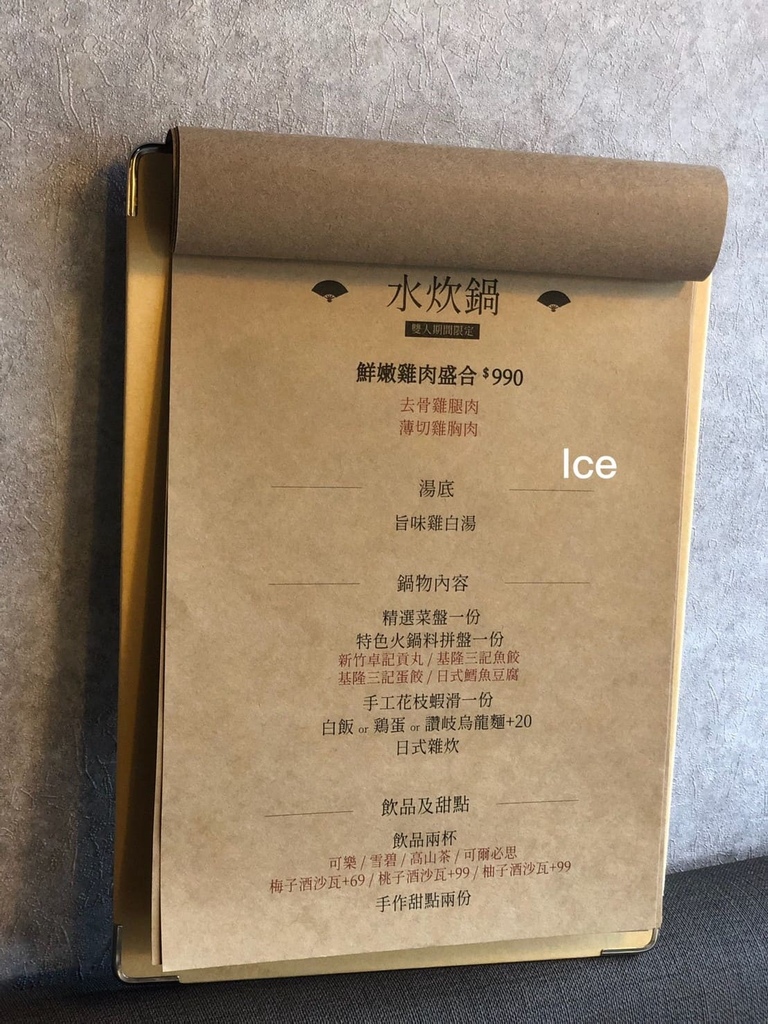 水炊鍋
雙人期間限定
鮮嫩雞肉盛合 $990
去骨雞腿肉
薄切雞胸肉
Ice
湯底
旨味雞白湯
鍋物內容
精選菜盤一份
特色火鍋料拼盤一份
新竹卓記貢丸 / 基隆三記魚餃
基隆三記蛋餃 / 日式鱈魚豆腐
手工花枝蝦滑一份
白飯 or 鶏蛋 or 讚岐烏龍麵+20
日式雜炊
飲品及甜點
飲品兩杯
可樂 / 雪碧 / 高山茶 / 可爾必思
梅子酒沙瓦+69 / 桃子酒沙瓦+99 / 柚子酒沙瓦+99
手作甜點兩份